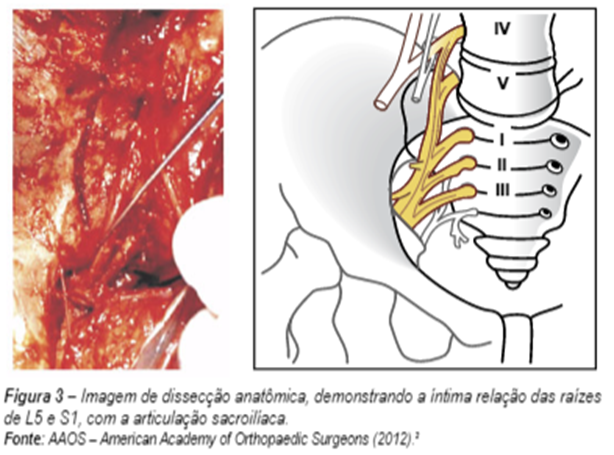 IV
V
I
II
III
Figura 3 – Imagem de dissecção anatômica, demonstrando a íntima relação das raízes
de L5 e S1, com a articulação sacroilíaca.
Fonte: AAOS – American Academy of Orthopaedic Surgeons (2012).²